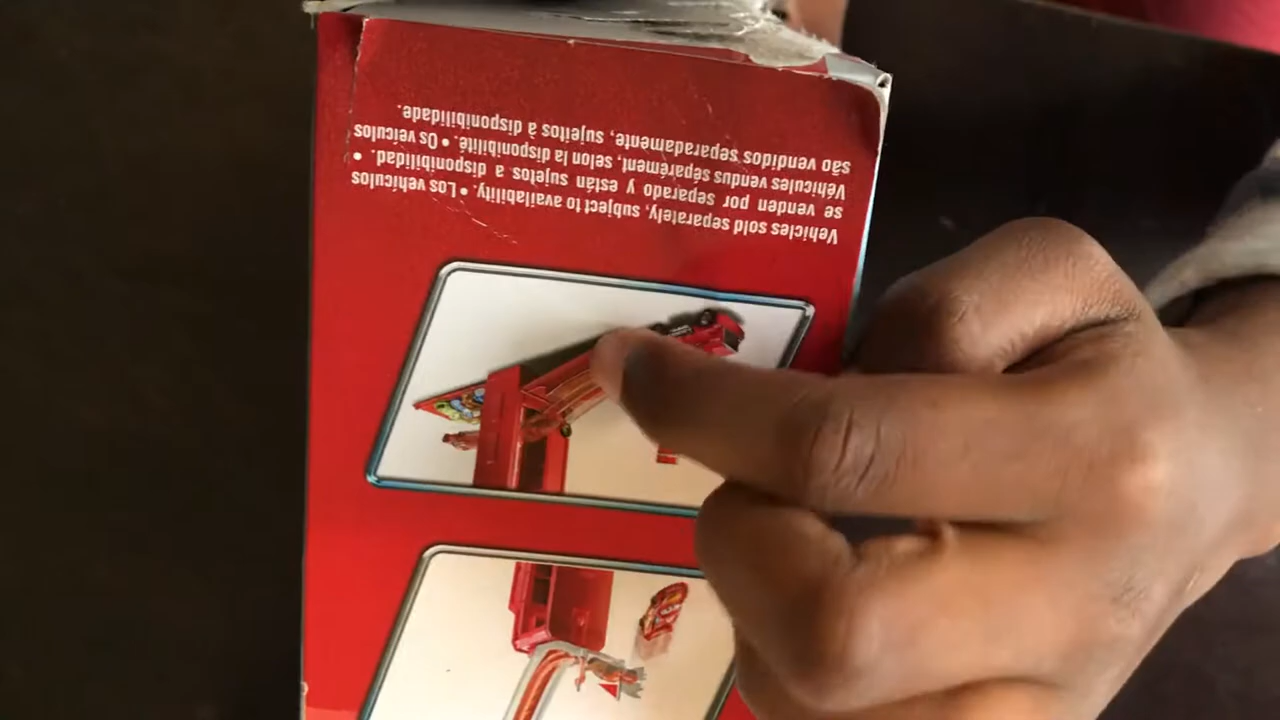 Vehicles sold separately, subject to availability. • Los vehículos
se venden por separado y están sujetos a disponibilidad. •
Véhicules vendus séparément, selon la disponibilité. • Os veículos
são vendidos separadamente, sujeitos à disponibilidade.